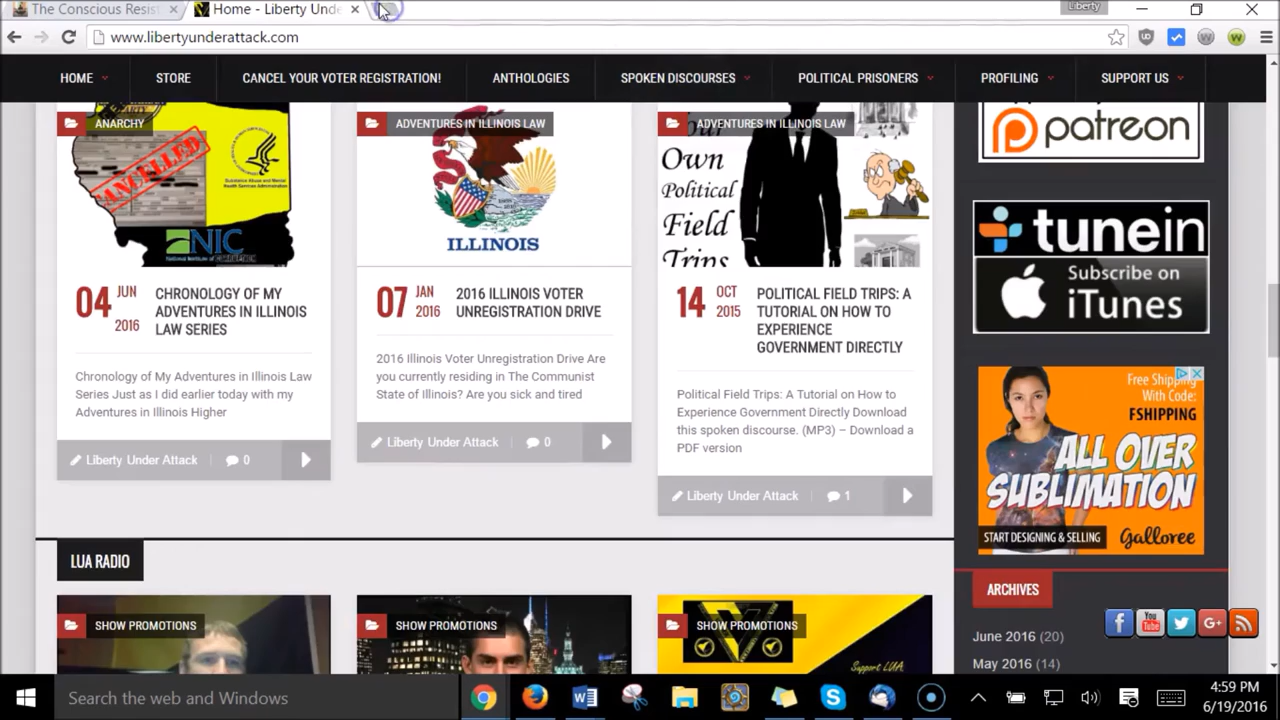 The Conscious Resist
Home - Liberty Unde
Liberty
www.libertyunderattack.com
HOME STORE CANCEL YOUR VOTER REGISTRATION! ANTHOLOGIES SPOKEN DISCOURSES POLITICAL PRISONERS PROFILING SUPPORT US
ANARCHY
CANCELLED
NIC
04 JUN 2016
CHRONOLOGY OF MY
ADVENTURES IN ILLINOIS
LAW SERIES
Chronology of My Adventures in Illinois Law
Series Just as I did earlier today with my
Adventures in Illinois Higher
Liberty Under Attack 0
ADVENTURES IN ILLINOIS LAW
ILLINOIS
07 JAN 2016
2016 ILLINOIS VOTER
UNREGISTRATION DRIVE
2016 Illinois Voter Unregistration Drive Are
you currently residing in The Communist
State of Illinois? Are you sick and tired
Liberty Under Attack 0
ADVENTURES IN ILLINOIS LAW
Own
Political
Field
Trips
14 OCT 2015
POLITICAL FIELD TRIPS: A
TUTORIAL ON HOW TO
EXPERIENCE
GOVERNMENT DIRECTLY
Political Field Trips: A Tutorial on How to
Experience Government Directly Download
this spoken discourse. (MP3) – Download a
PDF version
Liberty Under Attack 1
patreon
tunein
Subscribe on
iTunes
Free Shipping
With Code:
FSHIPPING
ALL OVER
SUBLIMATION
START DESIGNING & SELLING Galloree
LUA RADIO
SHOW PROMOTIONS
SHOW PROMOTIONS
SHOW PROMOTIONS
Support LUA
ARCHIVES
June 2016 (20)
May 2016 (14)
Search the web and Windows
4:59 PM
6/19/2016